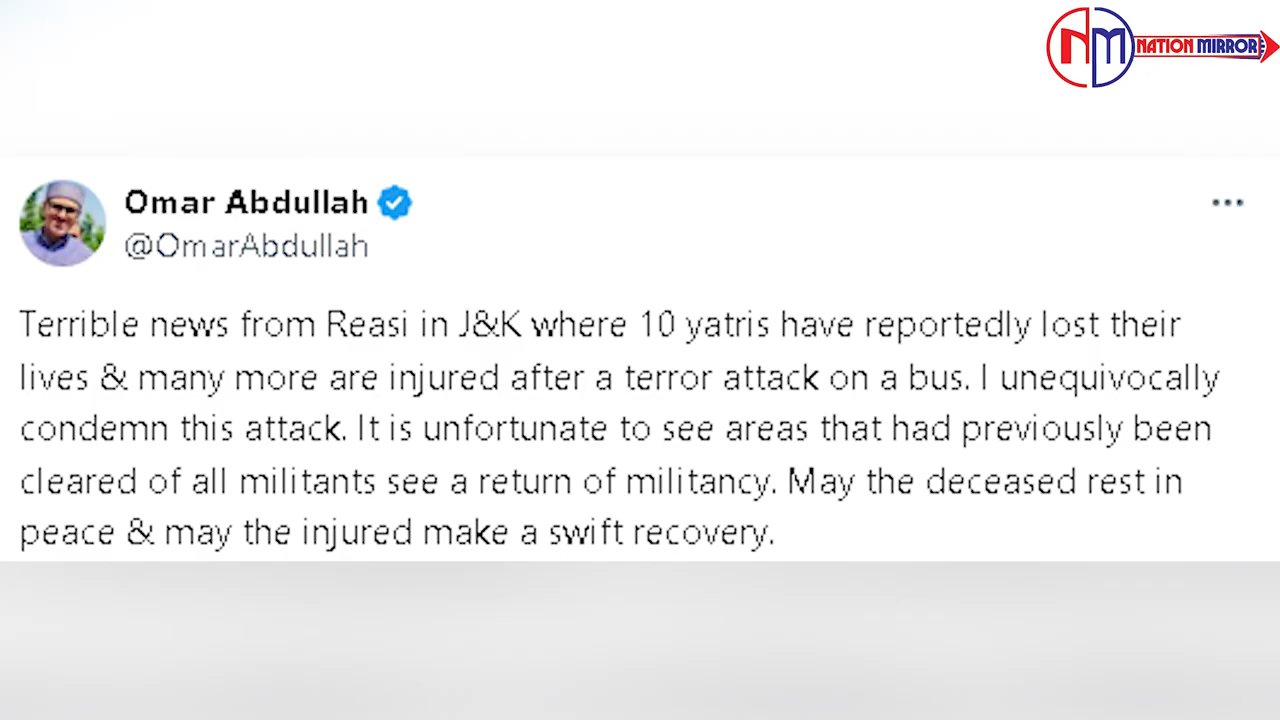 NM NATION MIRROR
Omar Abdullah
@OmarAbdullah
Terrible news from Reasi in J&K where 10 yatris have reportedly lost their
lives & many more are injured after a terror attack on a bus. I unequivocally
condemn this attack. It is unfortunate to see areas that had previously been
cleared of all militants see a return of militancy. May the deceased rest in
peace & may the injured make a swift recovery.